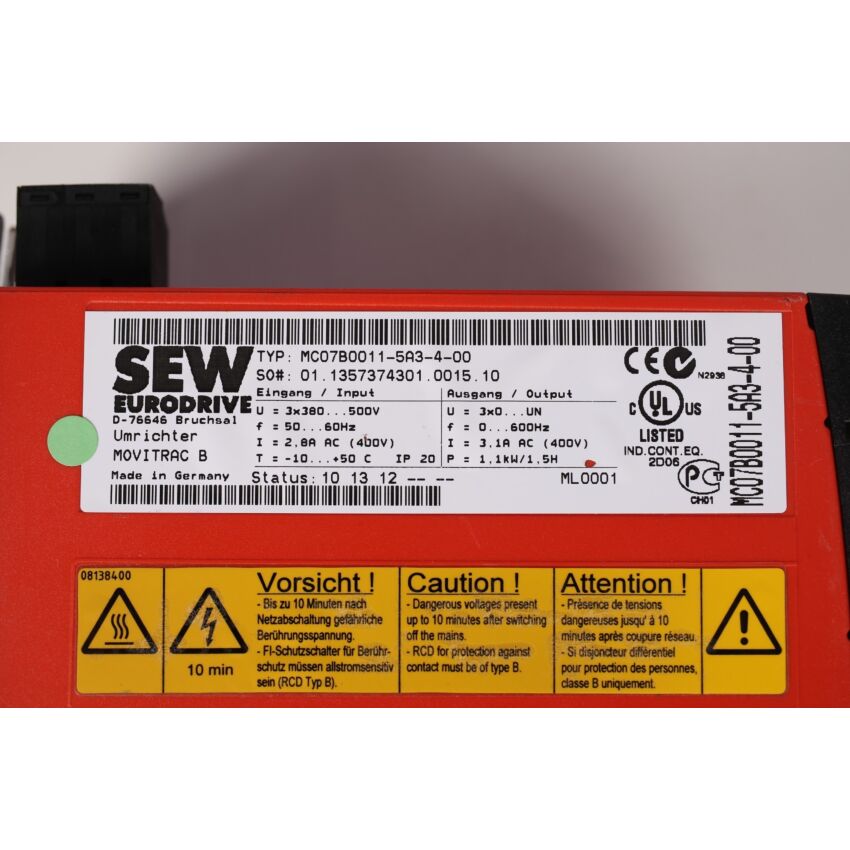 SEW
EURODRIVE
D-76646 Bruchsal
Umrichter
MOVITRAC B
Made in Germany
TYP: MC07B0011-5A3-4-00
SO#: 01.1357374301.0015.10
Eingang / Input
U = 3x380...500V
f = 50...60Hz
I = 2.8A AC (400V)
T = -10...+50 C IP 20
Ausgang / Output
U = 3x0...UN
f = 0...600Hz
I = 3.1A AC (400V)
P = 1.1kW/1.5H
Status: 10 13 12 -- -- ML0001
CE
N2936
C UL US
LISTED
IND.CONT.EQ.
2D06
PCT
CH01
MC07B0011-5A3-4-00
08138400
10 min
Vorsicht !
- Bis zu 10 Minuten nach
Netzabschaltung gefährliche
Berührungsspannung.
- FI-Schutzschalter für Berühr-
schutz müssen allstromsensitiv
sein (RCD Typ B).
Caution !
- Dangerous voltages present
up to 10 minutes after switching
off the mains.
- RCD for protection against
contact must be of type B.
Attention !
- Présence de tensions
dangereuses jusqu' à 10
minutes après coupure réseau.
- Si disjoncteur différentiel
pour protection des personnes,
classe B uniquement.